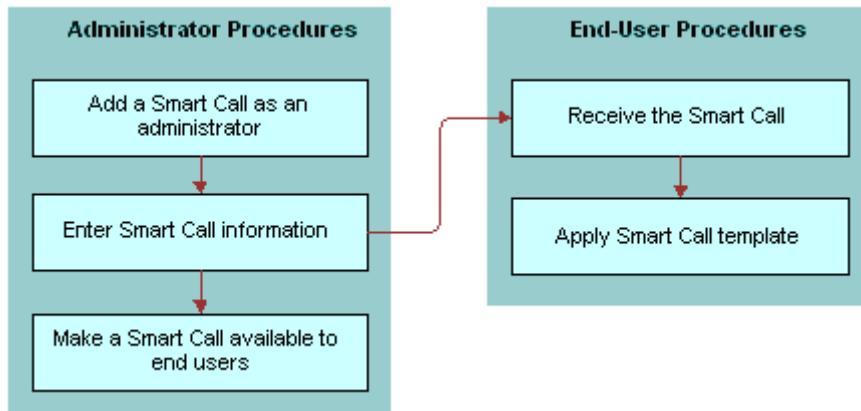 Administrator Procedures
Add a Smart Call as an
administrator
Enter Smart Call information
Make a Smart Call available to
end users
End-User Procedures
Receive the Smart Call
Apply Smart Call template